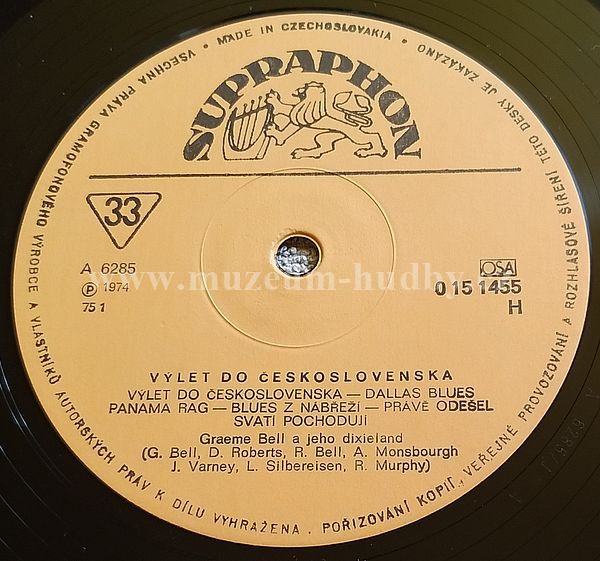 VŠECHNA PRÁVA GRAMOFONOVÉHO VÝROBCE A VLASTNÍKŮ AUTORSKÝCH PRÁV K DÍLU VYHRAŽENA . POŘIZOVÁNÍ KOPIÍ, VEŘEJNÉ PROVOZOVÁNÍ A ROZHLASOVÉ ŠÍŘENÍ TÉTO DESKY JE ZAKÁZÁNO • MADE IN CZECHOSLOVAKIA •
SUPRAPHON
33
A 6285
Ⓟ 1974
75 1
OSA
0 15 1455
H
www.muzeum-hudby.cz
VÝLET DO ČESKOSLOVENSKA
VÝLET DO ČESKOSLOVENSKA — DALLAS BLUES
PANAMA RAG — BLUES Z NÁBŘEŽÍ — PRÁVĚ ODEŠEL
SVATÍ POCHODUJÍ
Graeme Bell a jeho dixieland
(G. Bell, D. Roberts, R. Bell, A. Monsbourgh
J. Varney, L. Silbereisen, R. Murphy)